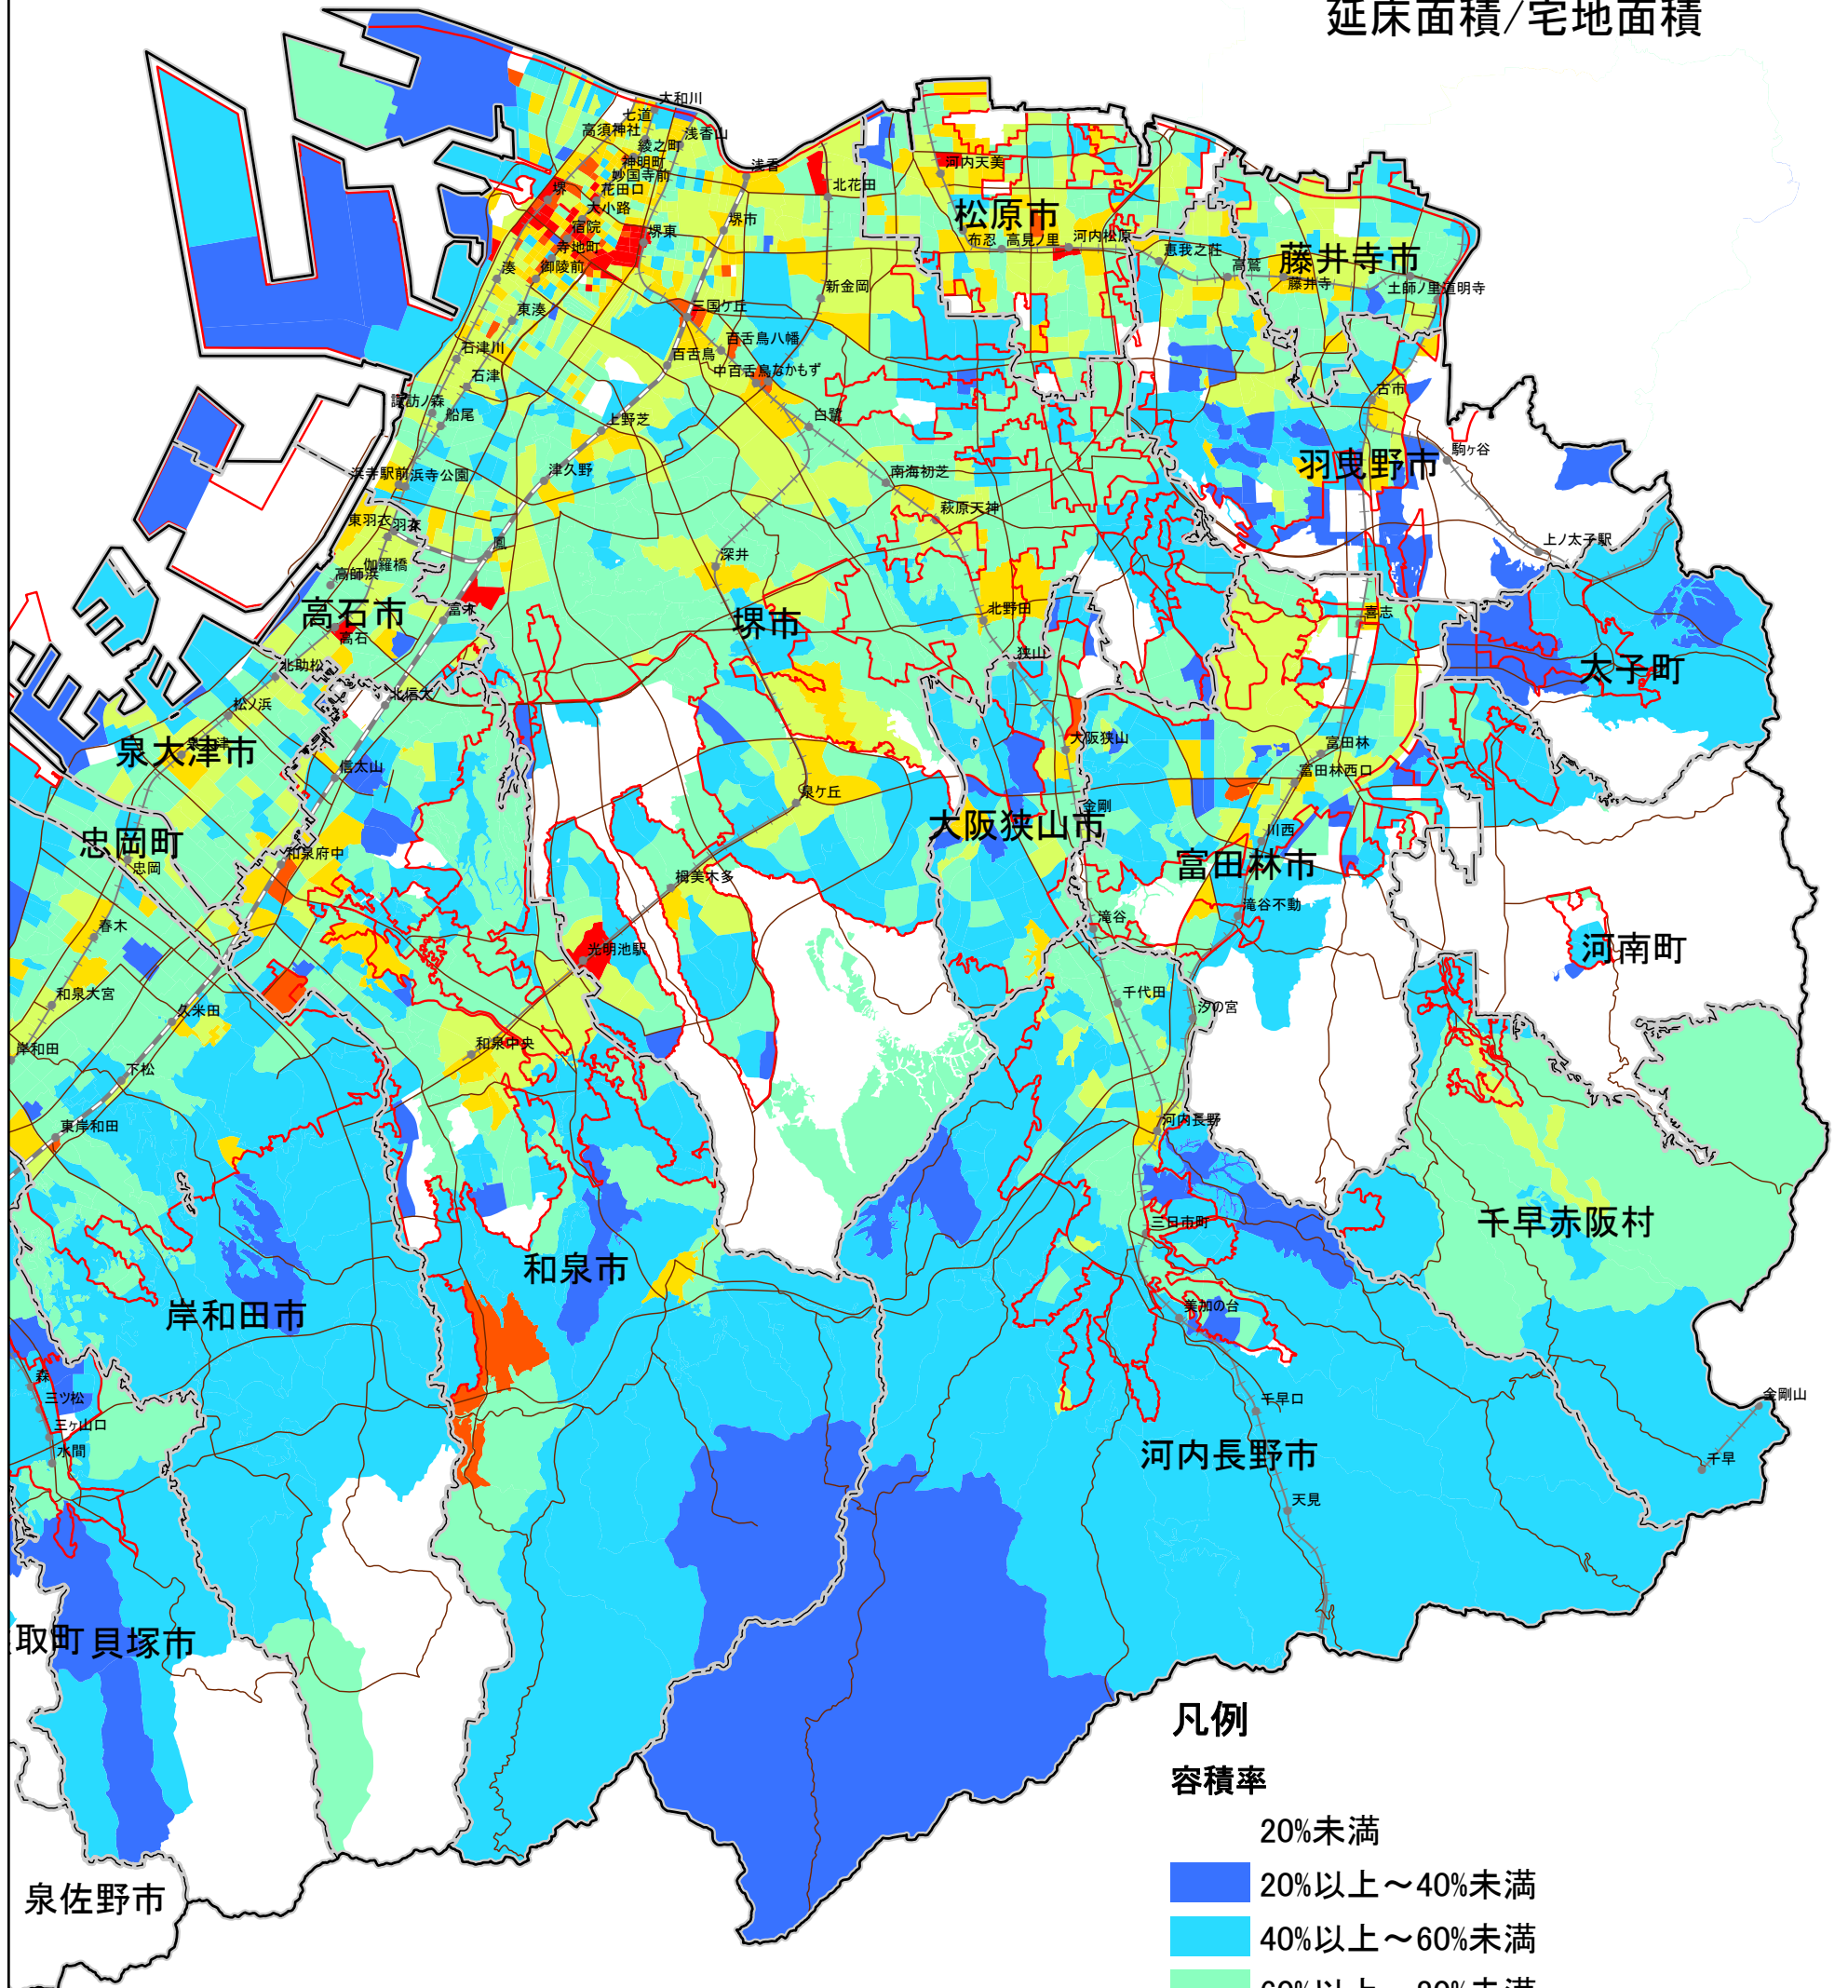 延床面積/宅地面積
大和川
七道
高須神社
浅香山
綾之町
神明町
妙国寺前
浅香
河内天美
堺
花田口
北花田
大小路
松原市
宿院
堺市
堺東
寺地町
布忍
高見ノ里
河内松原
恵我之荘
藤井寺市
湊
御陵前
高鷲
藤井寺
土師ノ里
道明寺
新金岡
東湊
三国ケ丘
百舌鳥八幡
石津川
百舌鳥
中百舌鳥
なかもず
石津
古市
諏訪ノ森
船尾
上野芝
白鷺
駒ヶ谷
羽曳野市
浜寺駅前
浜寺公園
津久野
南海初芝
萩原天神
東羽衣
羽衣
鳳
深井
上ノ太子駅
伽羅橋
高師浜
高石市
富木
堺市
北野田
喜志
高石
狭山
太子町
北助松
北信太
松ノ浜
大阪狭山
富田林
泉大津市
信太山
富田林西口
泉ケ丘
金剛
大阪狭山市
川西
忠岡町
和泉府中
富田林市
忠岡
栂美木多
滝谷
滝谷不動
春木
光明池駅
河南町
和泉大宮
千代田
汐の宮
久米田
岸和田
和泉中央
下松
東岸和田
河内長野
三日市町
千早赤阪村
和泉市
岸和田市
美加の台
森
三ツ松
千早口
金剛山
三ヶ山口
水間
河内長野市
千早
天見
取町
貝塚市
凡例
容積率
20%未満
20%以上～40%未満
泉佐野市
40%以上～60%未満